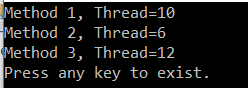 Method 1, Thread=10
Method 2, Thread=6
Method 3, Thread=12
Press any key to exist.